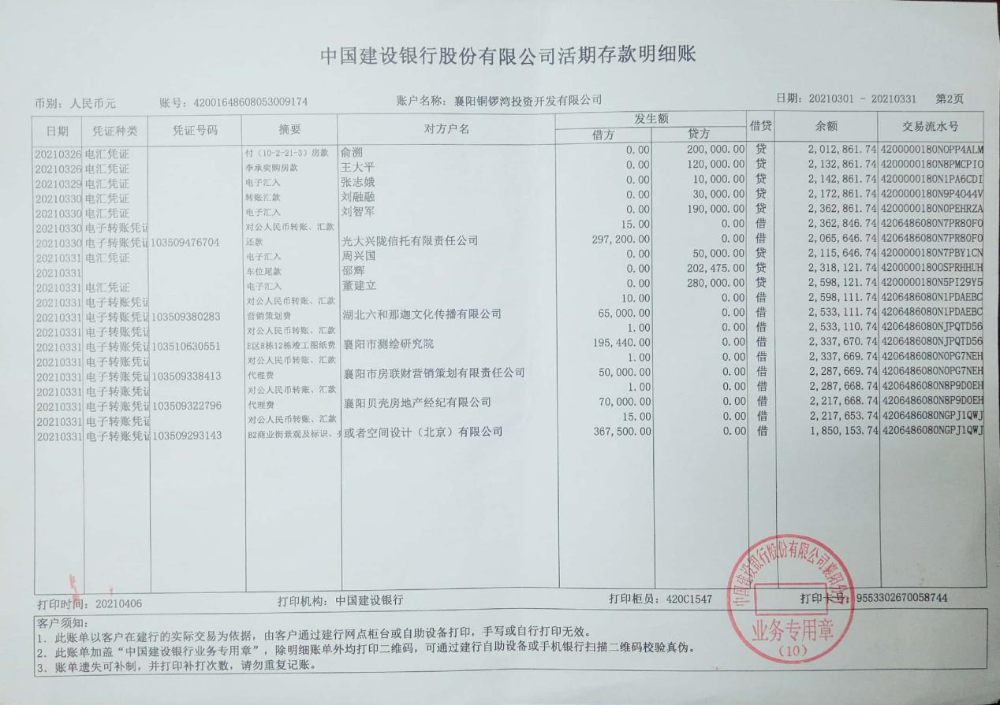 中国建设银行股份有限公司活期存款明细账
币别：人民币元 账号：42001648608053009174 账户名称：襄阳铜锣湾投资开发有限公司 日期：20210301 - 20210331 第2页
日期 凭证种类 凭证号码 摘要 对方户名 发生额 借贷 余额 交易流水号
借方 贷方
20210326 电汇凭证 付（10-2-21-3）房款 俞溯 0.00 200,000.00 贷 2,012,861.74 4200000180N0PP4ALM
20210326 电汇凭证 李承奕购房款 王大平 0.00 120,000.00 贷 2,132,861.74 4200000180N8PMCPIO
20210329 电汇凭证 电子汇入 张志娥 0.00 10,000.00 贷 2,142,861.74 4200000180N1PA6CDI
20210330 电汇凭证 转账汇款 刘融融 0.00 30,000.00 贷 2,172,861.74 4200000180N9P4044V
20210330 电汇凭证 电子汇入 刘智军 0.00 190,000.00 贷 2,362,861.74 4200000180N0PEHRZA
20210330 电子转账凭证 对公人民币转账、汇款 15.00 0.00 借 2,362,846.74 4206486080N7PR80F0
20210330 电子转账凭证 103509476704 还款 光大兴陇信托有限责任公司 297,200.00 0.00 借 2,065,646.74 4206486080N7PR80F0
20210331 电汇凭证 电子汇入 周兴国 0.00 50,000.00 贷 2,115,646.74 4200000180N7PBY1CN
20210331 车位尾款 邵辉 0.00 202,475.00 贷 2,318,121.74 42000001800SPRHHUH
20210331 电汇凭证 电子汇入 董建立 0.00 280,000.00 贷 2,598,121.74 4200000180N5PI29Y5
20210331 电子转账凭证 对公人民币转账、汇款 10.00 0.00 借 2,598,111.74 4206486080N1PDAEBC
20210331 电子转账凭证 103509380283 营销策划费 湖北六和那迦文化传播有限公司 65,000.00 0.00 借 2,533,111.74 4206486080N1PDAEBC
20210331 电子转账凭证 对公人民币转账、汇款 1.00 0.00 借 2,533,110.74 4206486080NJPQTD56
20210331 电子转账凭证 103510630551 E区8栋12栋竣工图纸费 襄阳市测绘研究院 195,440.00 0.00 借 2,337,670.74 4206486080NJPQTD56
20210331 电子转账凭证 对公人民币转账、汇款 1.00 0.00 借 2,337,669.74 4206486080N0PG7NEH
20210331 电子转账凭证 103509338413 代理费 襄阳市房联财营销策划有限责任公司 50,000.00 0.00 借 2,287,669.74 4206486080N0PG7NEH
20210331 电子转账凭证 对公人民币转账、汇款 1.00 0.00 借 2,287,668.74 4206486080N8P9D0EH
20210331 电子转账凭证 103509322796 代理费 襄阳贝壳房地产经纪有限公司 70,000.00 0.00 借 2,217,668.74 4206486080N8P9D0EH
20210331 电子转账凭证 对公人民币转账、汇款 15.00 0.00 借 2,217,653.74 4206486080NGPJ1QWJ
20210331 电子转账凭证 103509293143 B2商业街景观及标识、 或者空间设计（北京）有限公司 367,500.00 0.00 借 1,850,153.74 4206486080NGPJ1QWJ
打印时间：20210406 打印机构：中国建设银行 打印柜员：420C1547 打印卡号：9553302670058744
中国建设银行股份有限公司襄阳分
业务专用章
（10）
客户须知：
1．此账单以客户在建行的实际交易为依据，由客户通过建行网点柜台或自助设备打印，手写或自行打印无效。
2．此账单加盖“中国建设银行业务专用章”，除明细账单外均打印二维码，可通过建行自助设备或手机银行扫描二维码校验真伪。
3．账单遗失可补制，并打印补打次数，请勿重复记账。